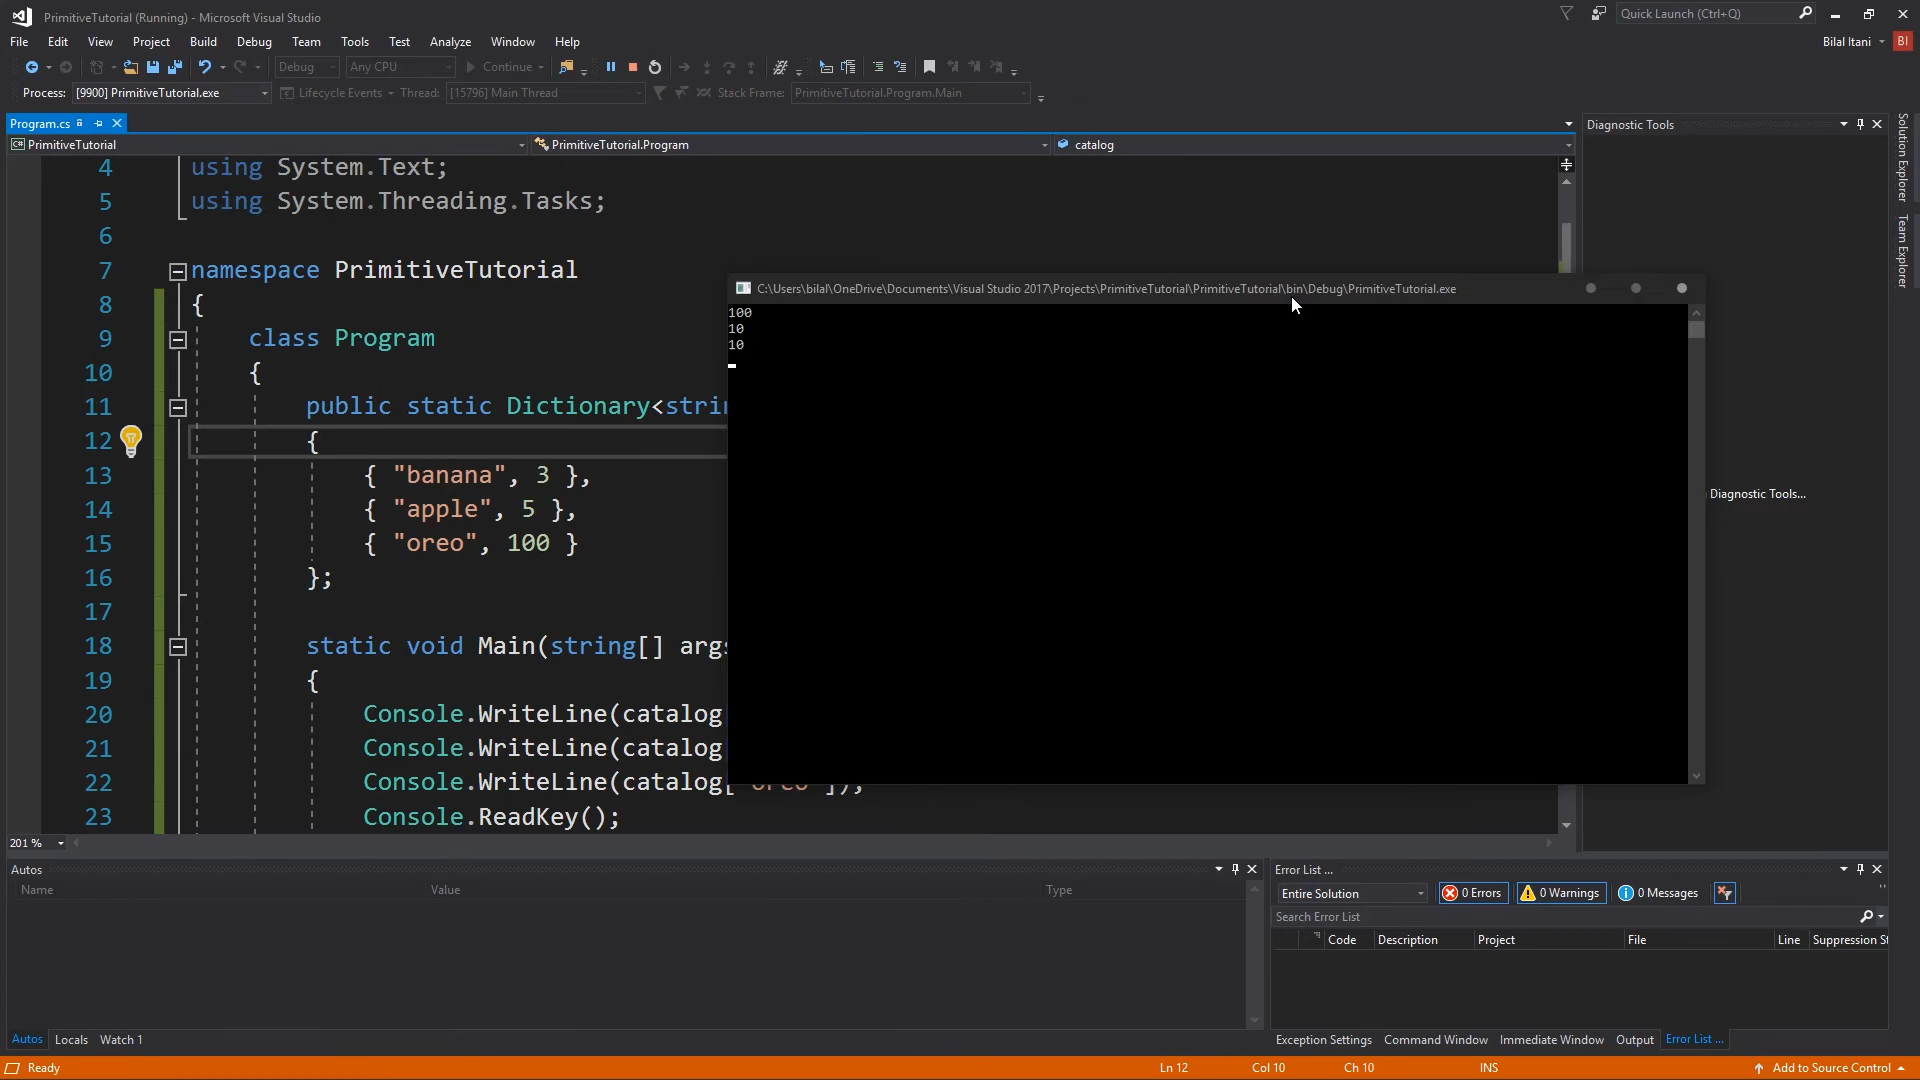 PrimitiveTutorial (Running) - Microsoft Visual Studio
Quick Launch (Ctrl+Q)
File Edit View Project Build Debug Team Tools Test Analyze Window Help
Bilal Itani BI
Debug Any CPU Continue
Process: [9900] PrimitiveTutorial.exe Lifecycle Events Thread: [15796] Main Thread Stack Frame: PrimitiveTutorial.Program.Main
Program.cs
Diagnostic Tools
PrimitiveTutorial PrimitiveTutorial.Program catalog
Solution Explorer
Team Explorer
4 using System.Text;
5 using System.Threading.Tasks;
6
7 namespace PrimitiveTutorial
8 {
9 class Program
10 {
11 public static Dictionary<strin
12 {
13 { "banana", 3 },
14 { "apple", 5 },
15 { "oreo", 100 }
16 };
17
18 static void Main(string[] args
19 {
20 Console.WriteLine(catalog
21 Console.WriteLine(catalog
22 Console.WriteLine(catalog["oreo"]);
23 Console.ReadKey();
C:\Users\bilal\OneDrive\Documents\Visual Studio 2017\Projects\PrimitiveTutorial\PrimitiveTutorial\bin\Debug\PrimitiveTutorial.exe
100
10
10
Diagnostic Tools...
201 %
Autos
Name Value Type
Error List ...
Entire Solution 0 Errors 0 Warnings 0 Messages
Search Error List
Code Description Project File Line Suppression St
Autos Locals Watch 1
Exception Settings Command Window Immediate Window Output Error List ...
Ready Ln 12 Col 10 Ch 10 INS Add to Source Control